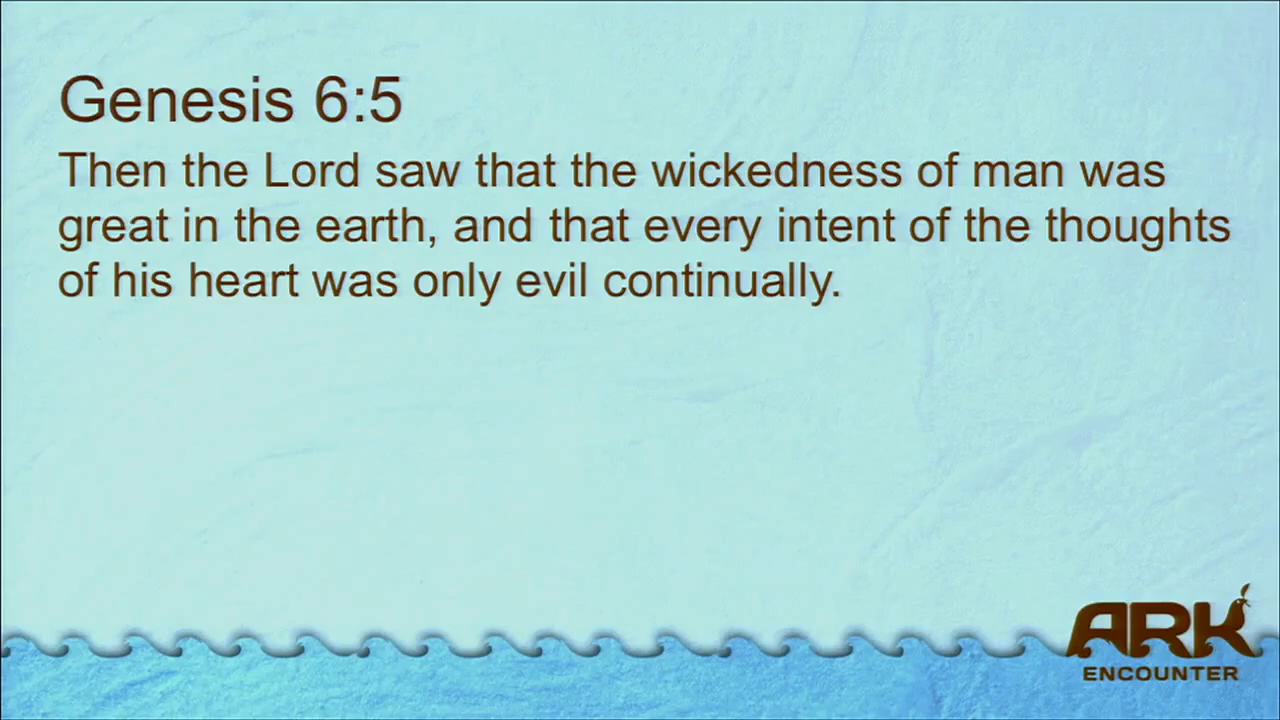 Genesis 6:5
Then the Lord saw that the wickedness of man was
great in the earth, and that every intent of the thoughts
of his heart was only evil continually.
ARK
ENCOUNTER